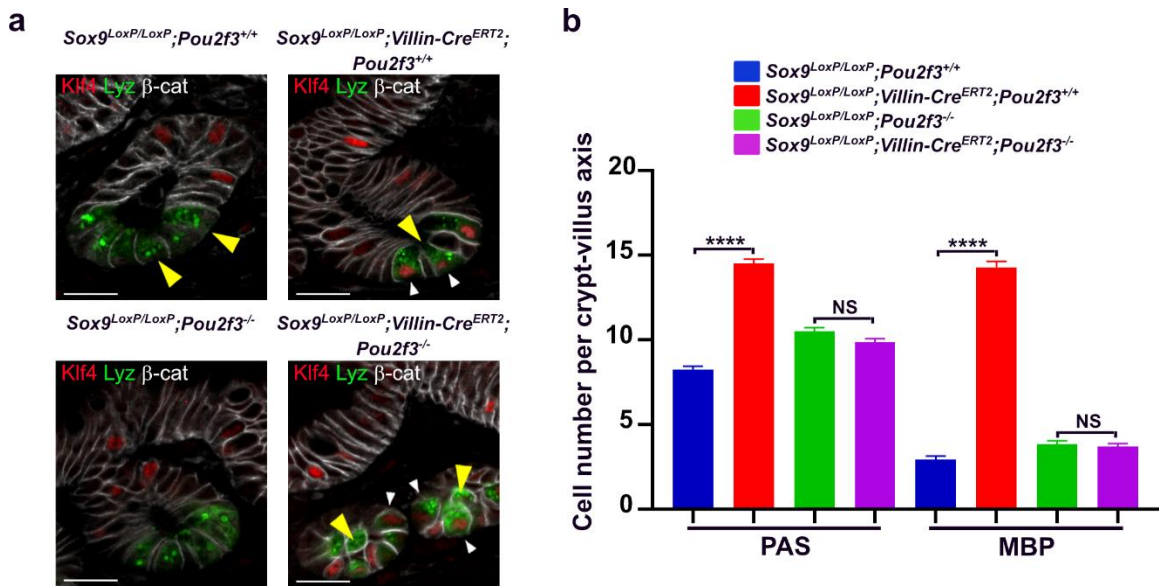 a
Sox9LoxP/LoxP;Pou2f3+/+
Sox9LoxP/LoxP;Villin-CreERT2;
Pou2f3+/+
Klf4 Lyz β-cat
Klf4 Lyz β-cat
Sox9LoxP/LoxP;Pou2f3-/-
Sox9LoxP/LoxP;Villin-CreERT2;
Pou2f3-/-
Klf4 Lyz β-cat
Klf4 Lyz β-cat
b
Sox9LoxP/LoxP;Pou2f3+/+
Sox9LoxP/LoxP;Villin-CreERT2;Pou2f3+/+
Sox9LoxP/LoxP;Pou2f3-/-
Sox9LoxP/LoxP;Villin-CreERT2;Pou2f3-/-
Cell number per crypt-villus axis
20
15
10
5
0
****
NS
****
NS
PAS
MBP